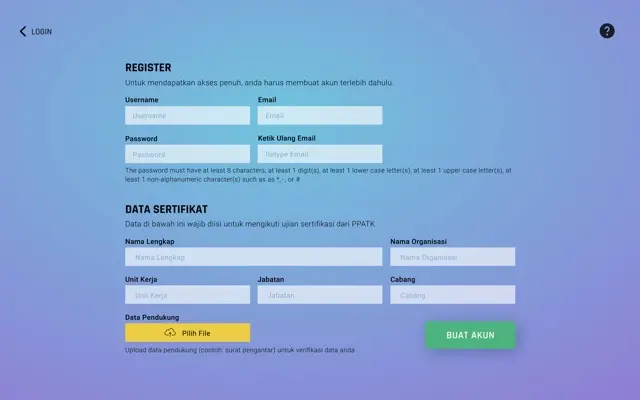 LOGIN
?
REGISTER
Untuk mendapatkan akses penuh, anda harus membuat akun terlebih dahulu.
Username Email
Username Email
Password Ketik Ulang Email
Password Retype Email
The password must have at least 8 characters, at least 1 digit(s), at least 1 lower case letter(s), at least 1 upper case letter(s), at
least 1 non-alphanumeric character(s) such as as *,-, or #
DATA SERTIFIKAT
Data di bawah ini wajib diisi untuk mengikuti ujian sertifikasi dari PPATK
Nama Lengkap Nama Organisasi
Nama Lengkap Nama Organisasi
Unit Kerja Jabatan Cabang
Unit Kerja Jabatan Cabang
Data Pendukung
Pilih File
BUAT AKUN
Upload data pendukung (contoh: surat pengantar) untuk verifikasi data anda